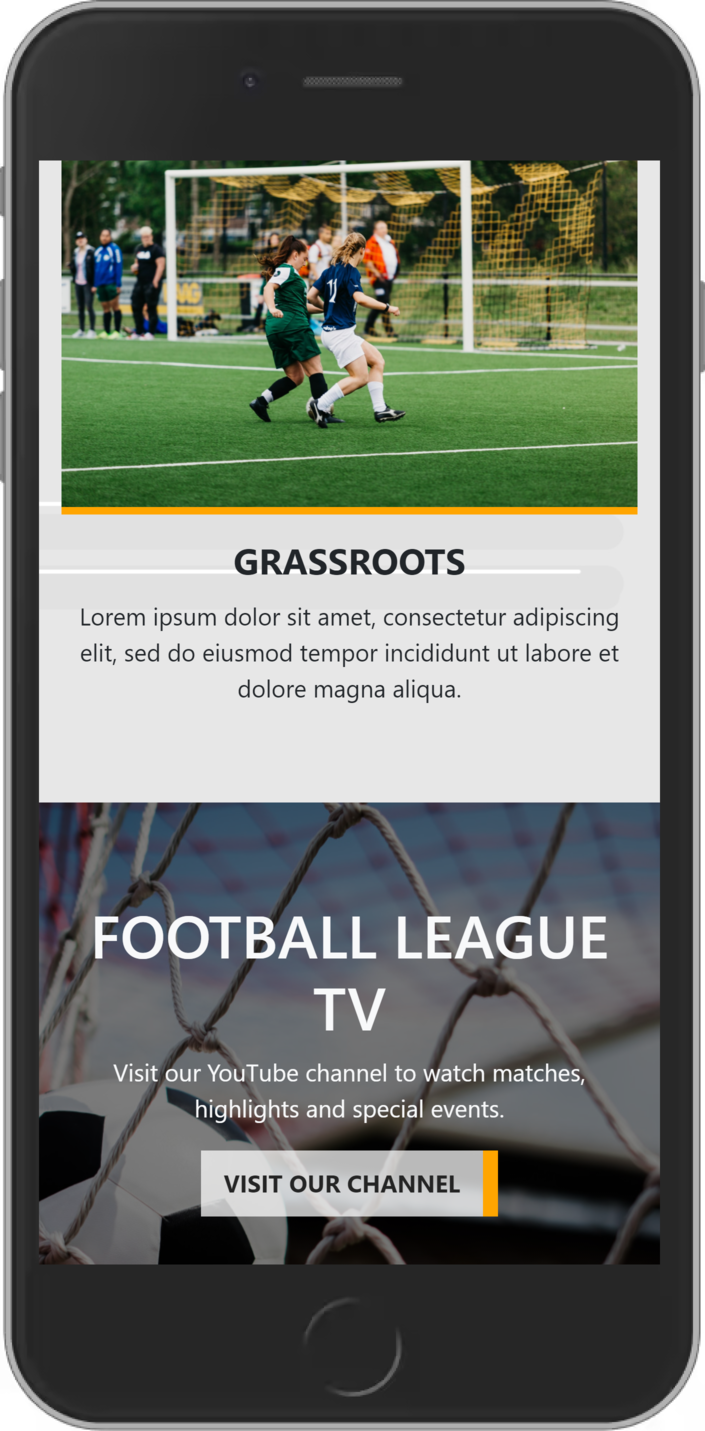 11
GRASSROOTS
Lorem ipsum dolor sit amet, consectetur adipiscing
elit, sed do eiusmod tempor incididunt ut labore et
dolore magna aliqua.
FOOTBALL LEAGUE
TV
Visit our YouTube channel to watch matches,
highlights and special events.
VISIT OUR CHANNEL